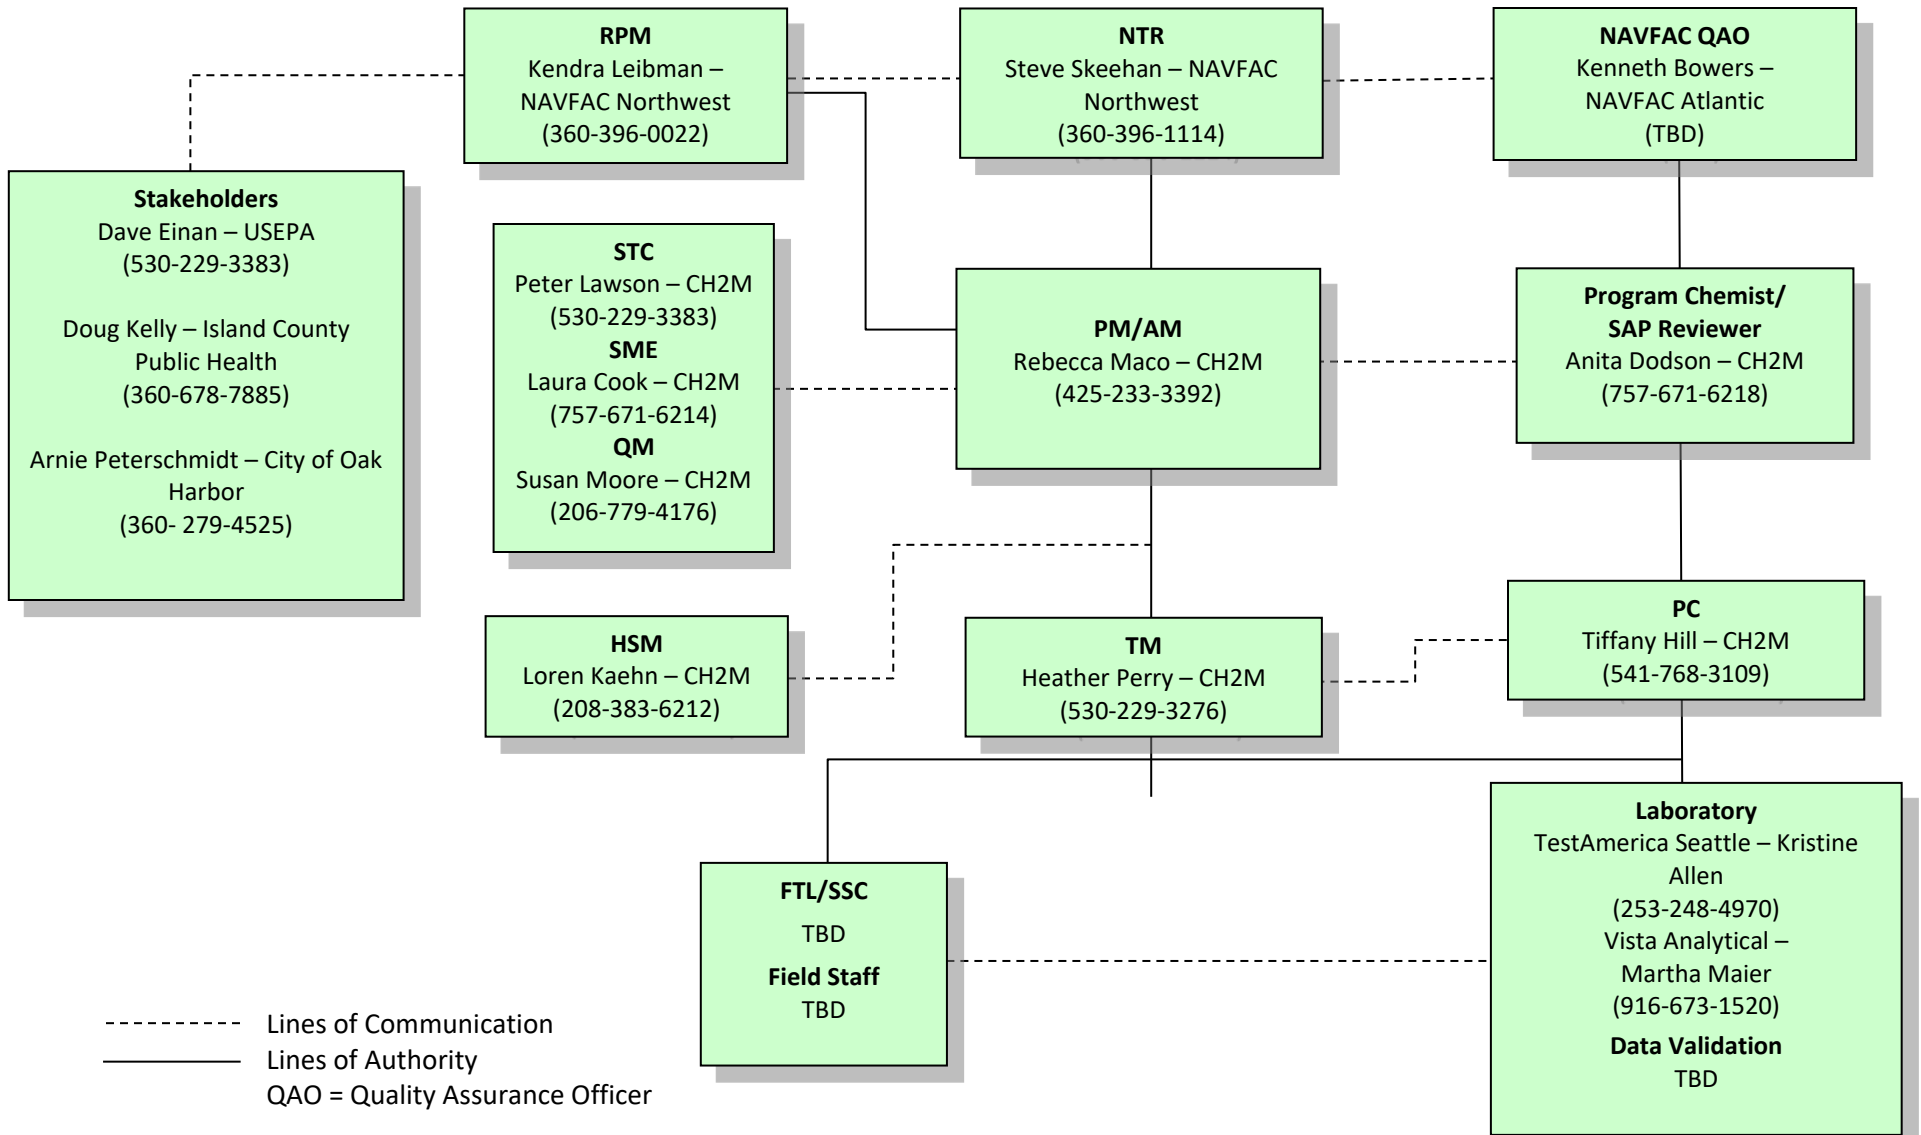 RPM
Kendra Leibman –
NAVFAC Northwest
(360-396-0022)
NTR
Steve Skeehan – NAVFAC
Northwest
(360-396-1114)
NAVFAC QAO
Kenneth Bowers –
NAVFAC Atlantic
(TBD)
Stakeholders
Dave Einan – USEPA
(530-229-3383)
Doug Kelly – Island County
Public Health
(360-678-7885)
Arnie Peterschmidt – City of Oak
Harbor
(360- 279-4525)
STC
Peter Lawson – CH2M
(530-229-3383)
SME
Laura Cook – CH2M
(757-671-6214)
QM
Susan Moore – CH2M
(206-779-4176)
PM/AM
Rebecca Maco – CH2M
(425-233-3392)
Program Chemist/
SAP Reviewer
Anita Dodson – CH2M
(757-671-6218)
HSM
Loren Kaehn – CH2M
(208-383-6212)
TM
Heather Perry – CH2M
(530-229-3276)
PC
Tiffany Hill – CH2M
(541-768-3109)
FTL/SSC
TBD
Field Staff
TBD
Laboratory
TestAmerica Seattle – Kristine
Allen
(253-248-4970)
Vista Analytical –
Martha Maier
(916-673-1520)
Data Validation
TBD
Lines of Communication
Lines of Authority
QAO = Quality Assurance Officer